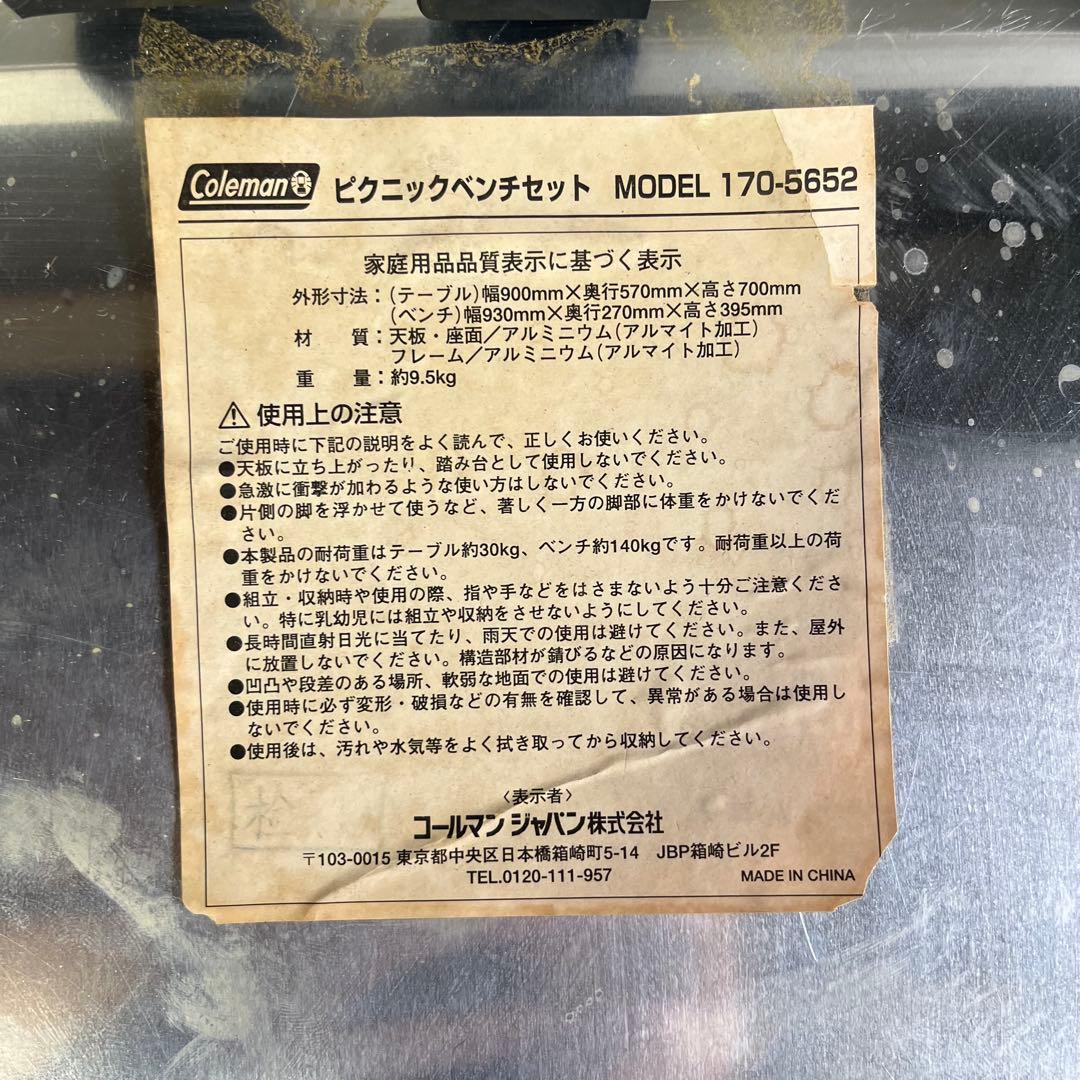 Coleman ピクニックベンチセット MODEL 170-5652
家庭用品品質表示に基づく表示
外形寸法：(テーブル)幅900mm×奥行570mm×高さ700mm
(ベンチ)幅930mm×奥行270mm×高さ395mm
材 質：天板・座面／アルミニウム(アルマイト加工)
フレーム／アルミニウム(アルマイト加工)
重 量：約9.5kg
⚠使用上の注意
ご使用時に下記の説明をよく読んで、正しくお使いください。
●天板に立ち上がったり、踏み台として使用しないでください。
●急激に衝撃が加わるような使い方はしないでください。
●片側の脚を浮かせて使うなど、著しく一方の脚部に体重をかけないでくだ
さい。
●本製品の耐荷重はテーブル約30kg、ベンチ約140kgです。耐荷重以上の荷
重をかけないでください。
●組立・収納時や使用の際、指や手などをはさまないよう十分ご注意くださ
い。特に乳幼児には組立や収納をさせないようにしてください。
●長時間直射日光に当てたり、雨天での使用は避けてください。また、屋外
に放置しないでください。構造部材が錆びるなどの原因になります。
●凹凸や段差のある場所、軟弱な地面での使用は避けてください。
●使用時に必ず変形・破損などの有無を確認して、異常がある場合は使用し
ないでください。
●使用後は、汚れや水気等をよく拭き取ってから収納してください。
〈表示者〉
コールマン ジャパン株式会社
〒103-0015 東京都中央区日本橋箱崎町5-14 JBP箱崎ビル2F
TEL.0120-111-957
MADE IN CHINA